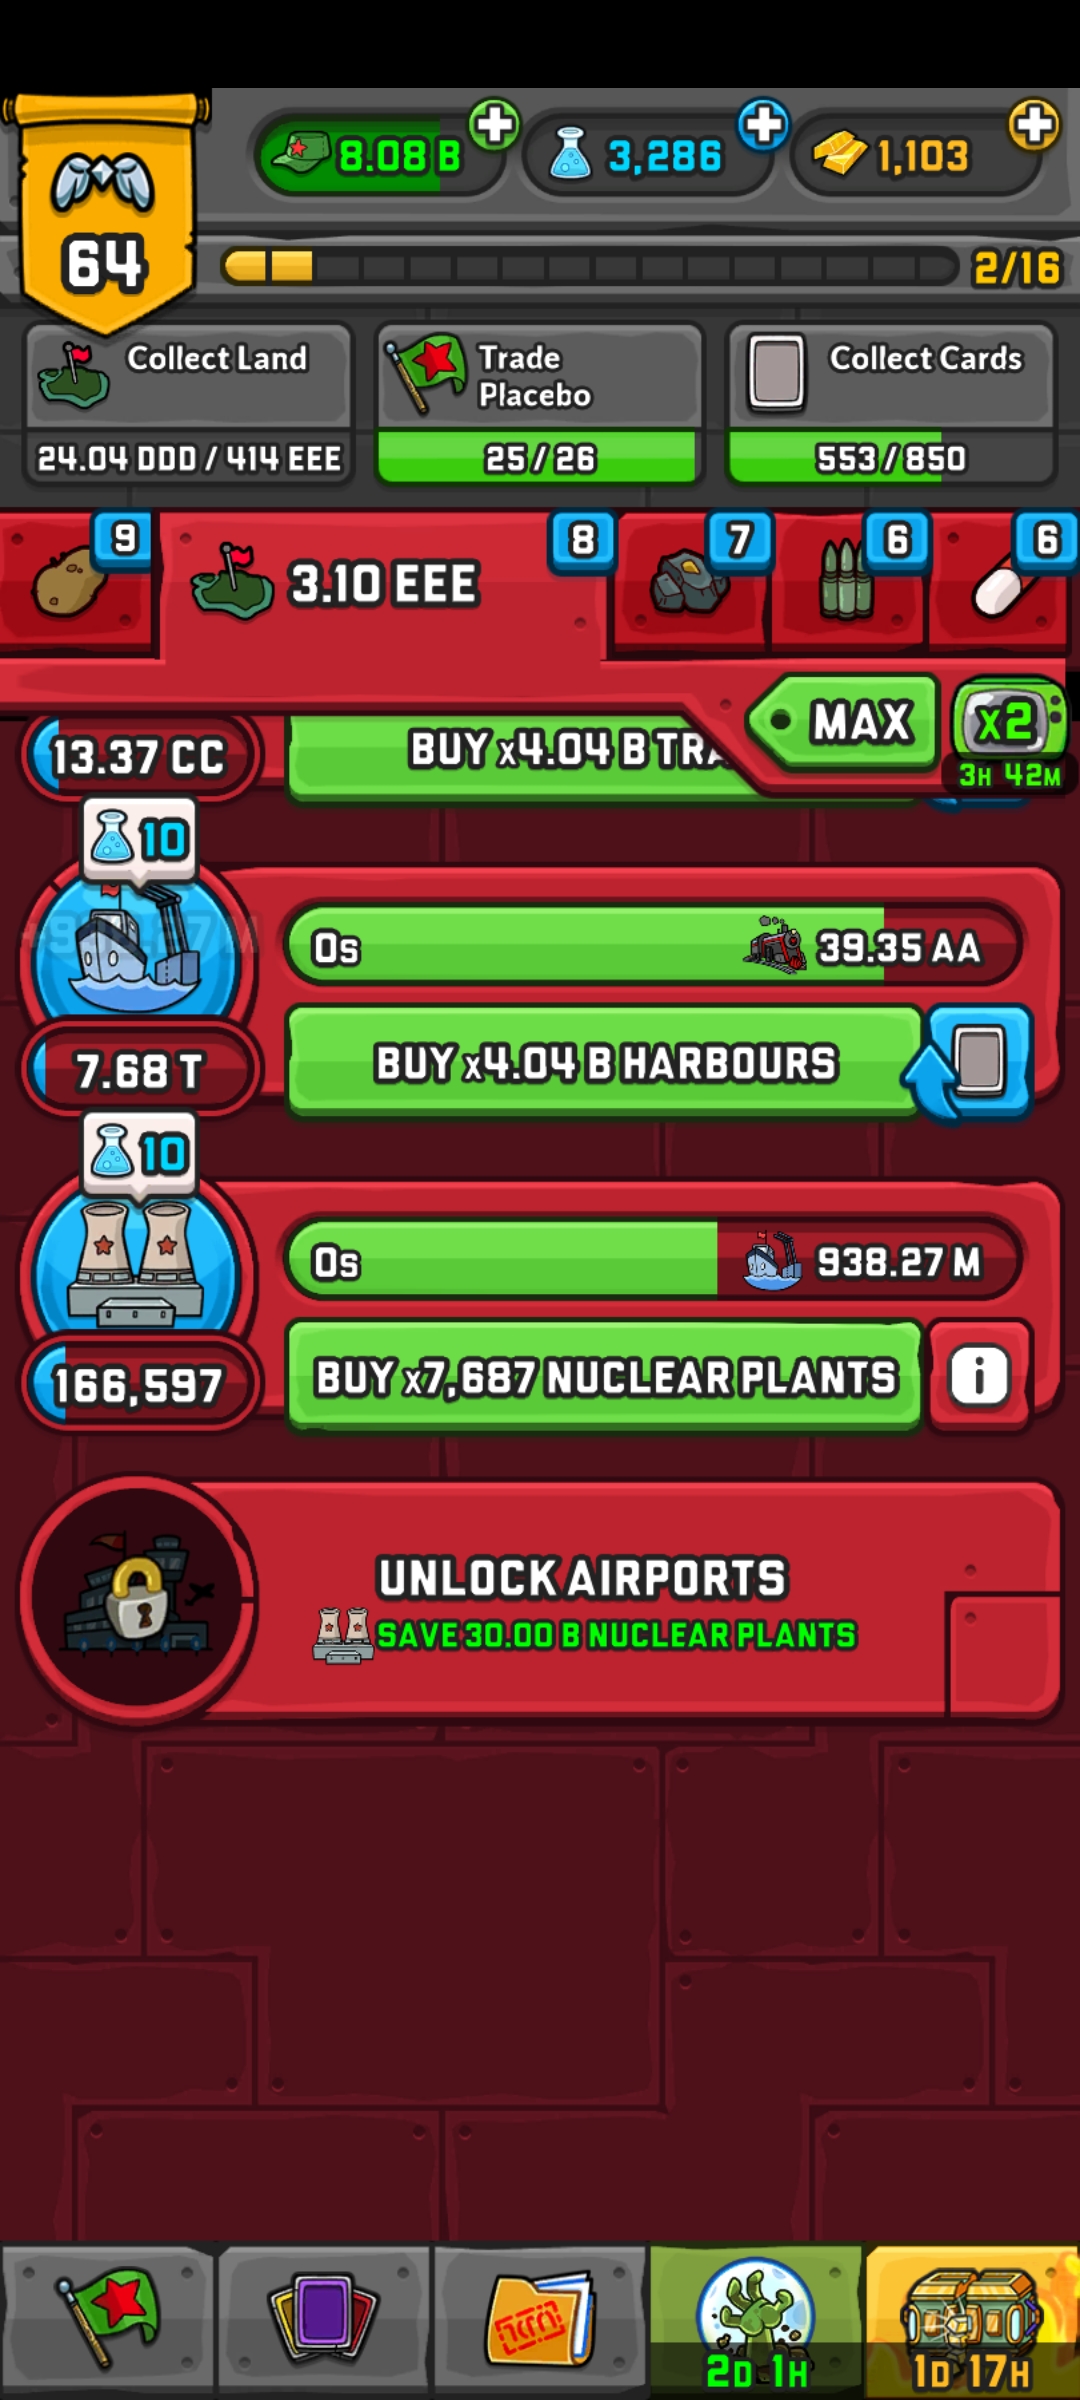 8.08 B
3,286
1,103
64
2/16
Collect Land
24.04 DDD / 414 EEE
Trade
Placebo
25 / 26
Collect Cards
553 / 850
9
3.10 EEE
8
7
6
6
MAX
x2
3H 42M
13.37 CC
BUY x4.04 B TRA
10
0s
39.35 AA
7.68 T
BUY x4.04 B HARBOURS
10
0s
938.27 M
166,597
BUY x7,687 NUCLEAR PLANTS
i
UNLOCK AIRPORTS
SAVE 30.00 B NUCLEAR PLANTS
2D 1H
1D 17H